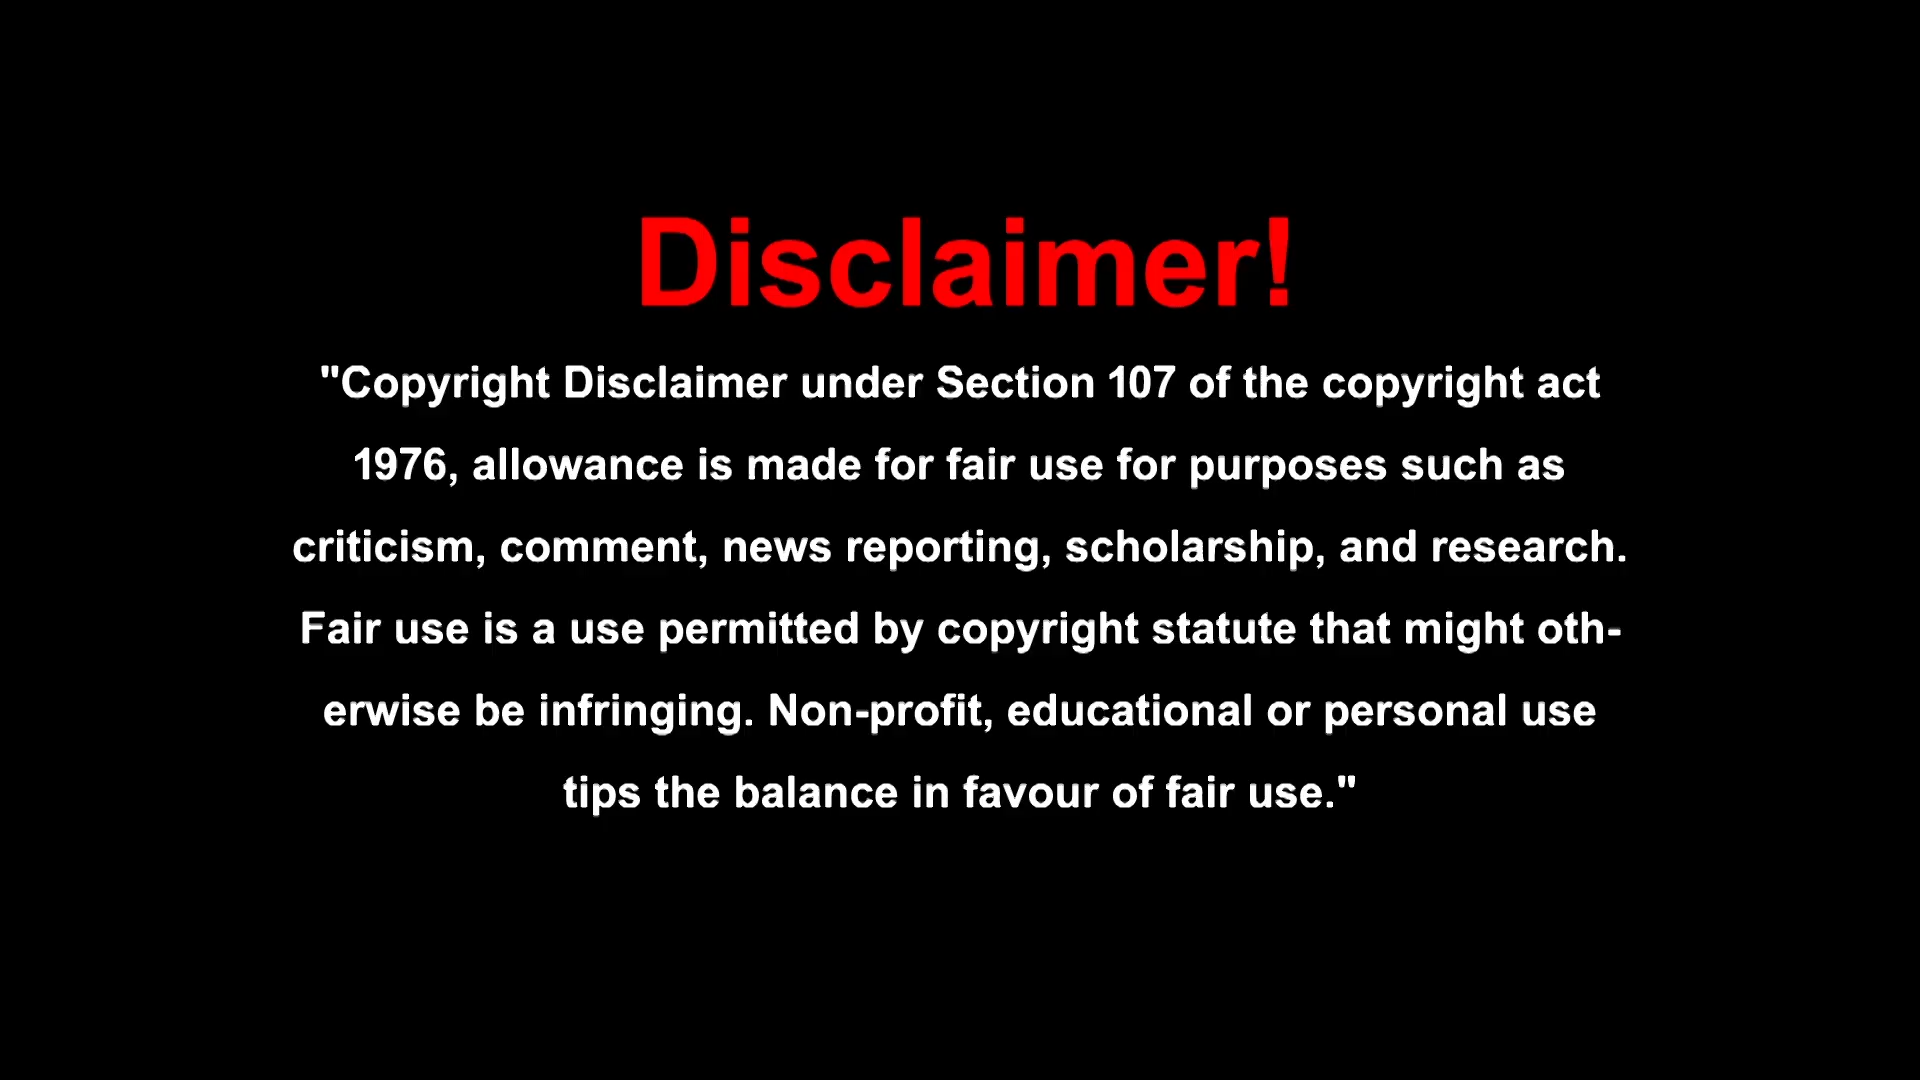 Disclaimer!
"Copyright Disclaimer under Section 107 of the copyright act
1976, allowance is made for fair use for purposes such as
criticism, comment, news reporting, scholarship, and research.
Fair use is a use permitted by copyright statute that might oth-
erwise be infringing. Non-profit, educational or personal use
tips the balance in favour of fair use."